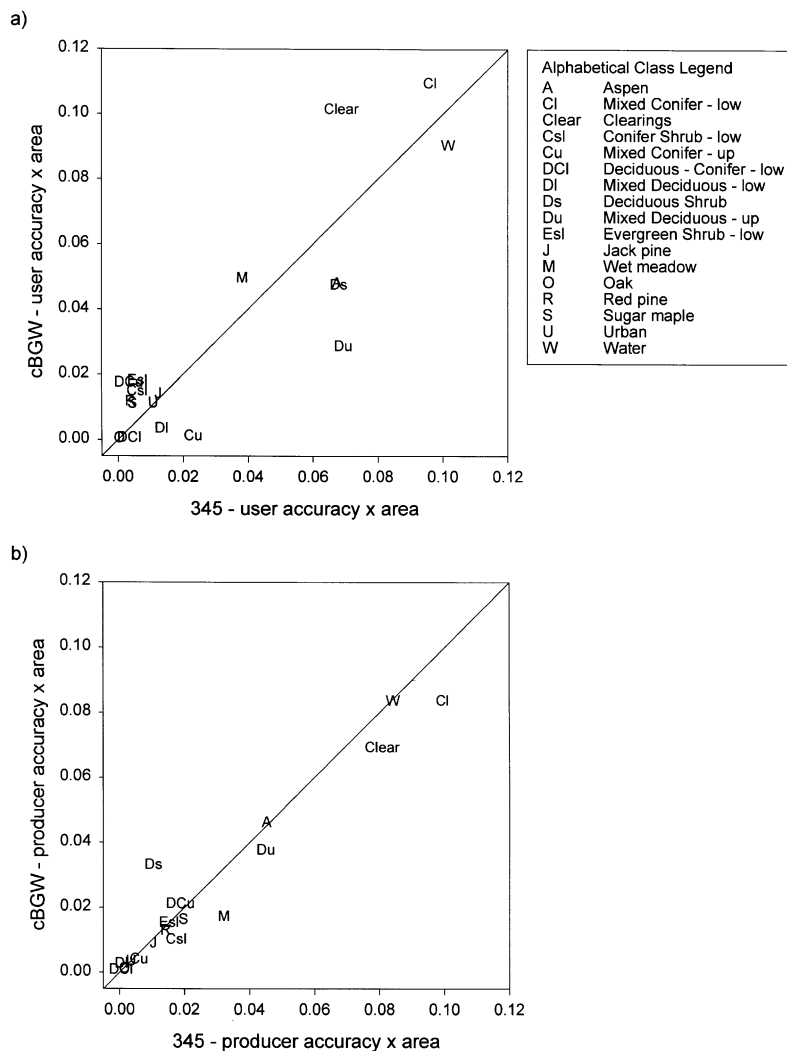 a)
0.12
0.10
0.08
0.06
0.04
0.02
0.00
cBGW - user accuracy x area
Cl
Clear
W
M
A
Ds
Du
J
U
S
Dl
Cu
DCl
0.00 0.02 0.04 0.06 0.08 0.10 0.12
345 - user accuracy x area
Alphabetical Class Legend
A Aspen
Cl Mixed Conifer - low
Clear Clearings
Csl Conifer Shrub - low
Cu Mixed Conifer - up
DCl Deciduous - Conifer - low
Dl Mixed Deciduous - low
Ds Deciduous Shrub
Du Mixed Deciduous - up
Esl Evergreen Shrub - low
J Jack pine
M Wet meadow
O Oak
R Red pine
S Sugar maple
U Urban
W Water
b)
0.12
0.10
0.08
0.06
0.04
0.02
0.00
cBGW - producer accuracy x area
W
Cl
Clear
A
Du
Ds
DCu
M
Esl
S
R
Csl
J
Cu
0.00 0.02 0.04 0.06 0.08 0.10 0.12
345 - producer accuracy x area